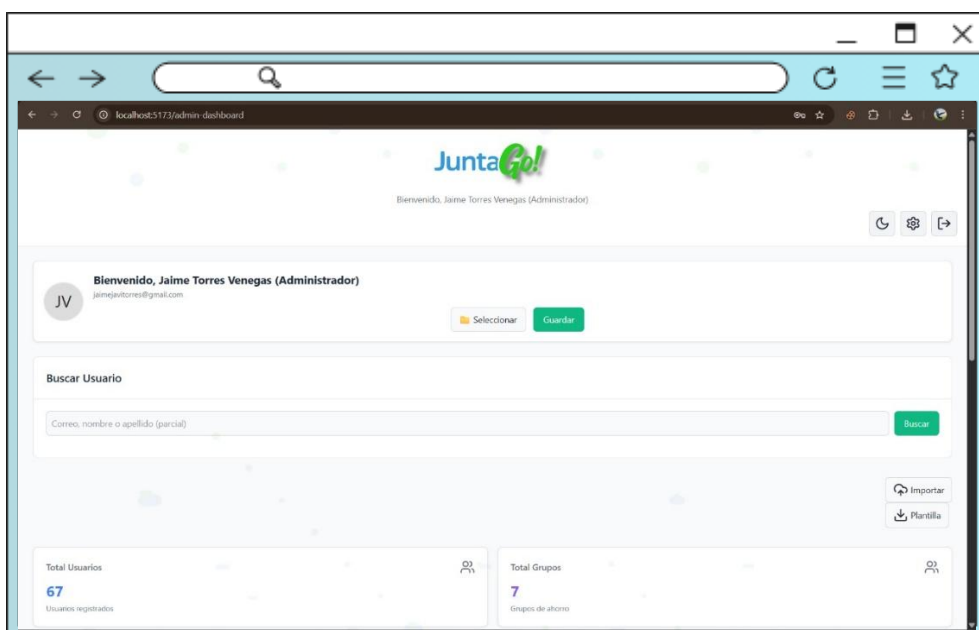 localhost:5173/admin-dashboard
JuntaGo!
Bienvenido, Jaime Torres Venegas (Administrador)
Bienvenido, Jaime Torres Venegas (Administrador)
jaimejavitorres@gmail.com
JV
Seleccionar
Guardar
Buscar Usuario
Correo, nombre o apellido (parcial)
Buscar
Importar
Plantilla
Total Usuarios
67
Usuarios registrados
Total Grupos
7
Grupos de ahorro